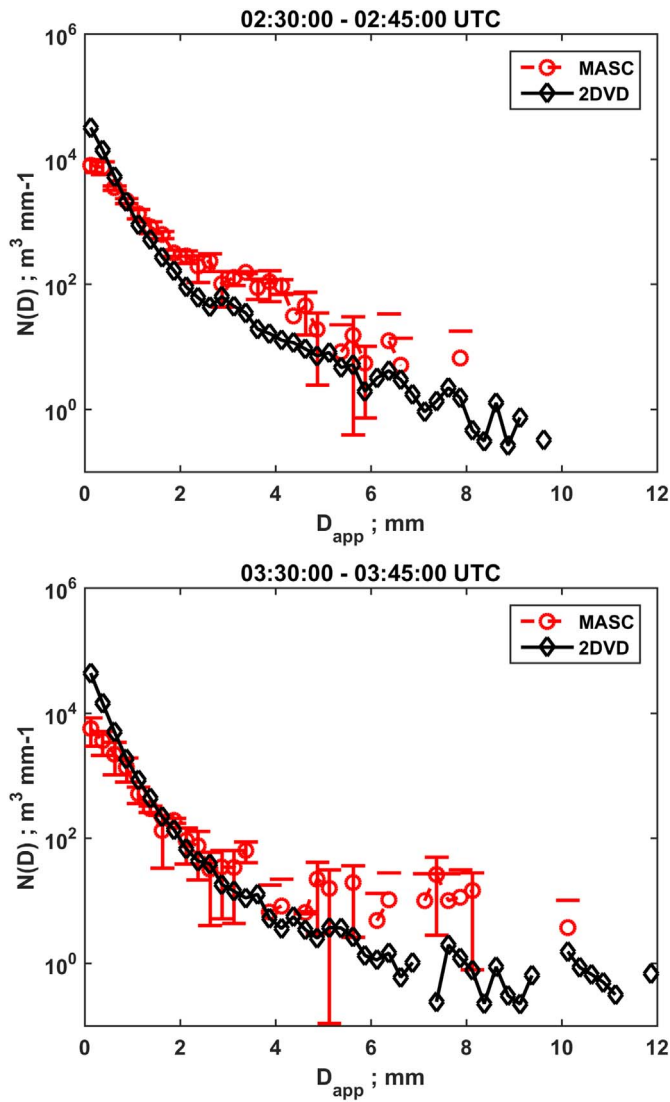 02:30:00 - 02:45:00 UTC
10^6
10^4
10^2
10^0
N(D) ; m^3 mm-1
MASC
2DVD
0 2 4 6 8 10 12
D_app ; mm
03:30:00 - 03:45:00 UTC
10^6
10^4
10^2
10^0
N(D) ; m^3 mm-1
MASC
2DVD
0 2 4 6 8 10 12
D_app ; mm